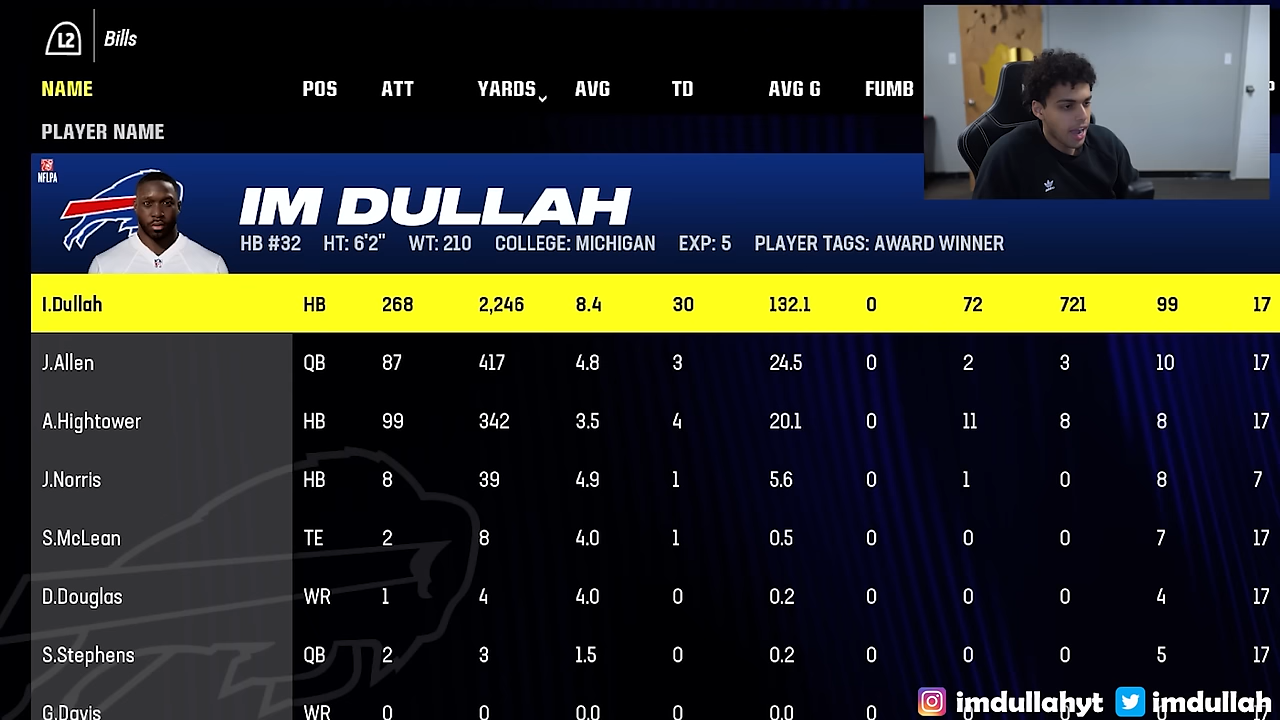 L2 Bills
NAME POS ATT YARDS AVG TD AVG G FUMB
PLAYER NAME
NFLPA
IM DULLAH
HB #32 HT: 6'2" WT: 210 COLLEGE: MICHIGAN EXP: 5 PLAYER TAGS: AWARD WINNER
I.Dullah HB 268 2,246 8.4 30 132.1 0 72 721 99 17
J.Allen QB 87 417 4.8 3 24.5 0 2 3 10 17
A.Hightower HB 99 342 3.5 4 20.1 0 11 8 8 17
J.Norris HB 8 39 4.9 1 5.6 0 1 0 8 7
S.McLean TE 2 8 4.0 1 0.5 0 0 0 7 17
D.Douglas WR 1 4 4.0 0 0.2 0 0 0 4 17
S.Stephens QB 2 3 1.5 0 0.2 0 0 0 5 17
G.Davis WR 0 0 0.0 0 0.0 0 0 0 0 17
imdullahyt imdullah